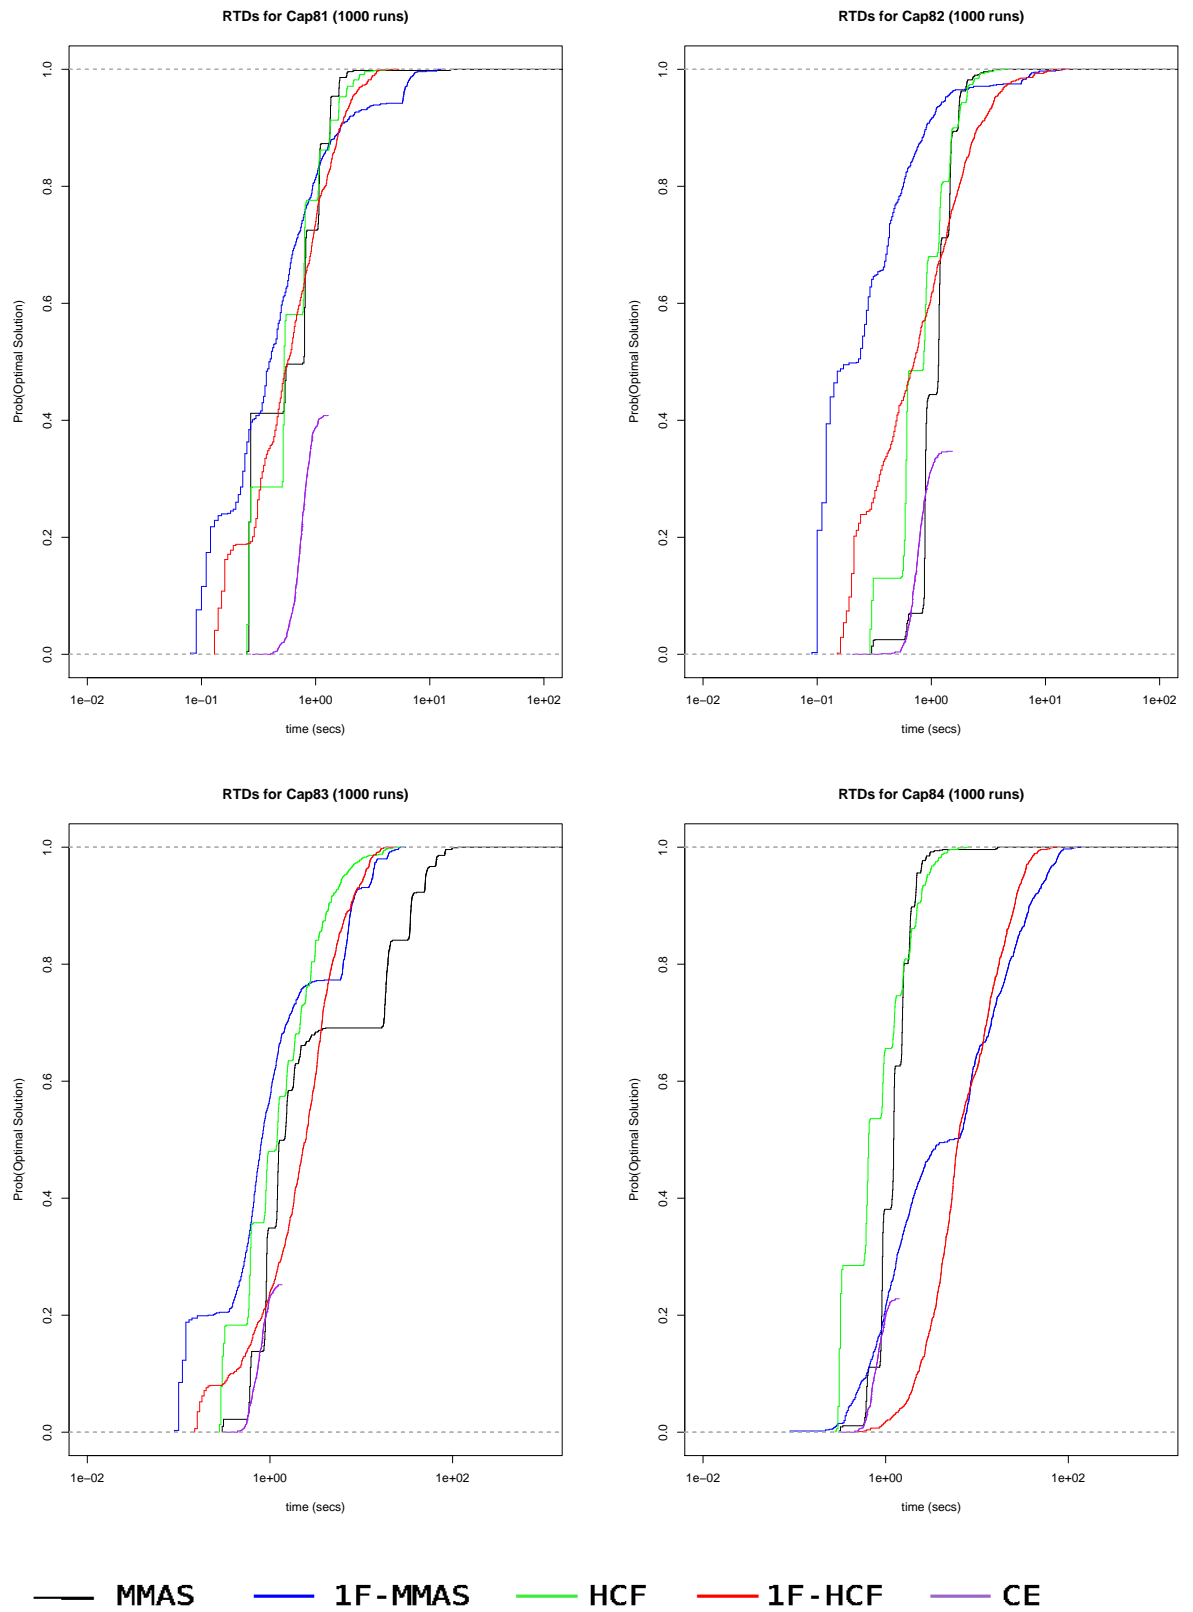 RTDs for Cap81 (1000 runs)
Prob(Optimal Solution)
0.0 0.2 0.4 0.6 0.8 1.0
1e−02 1e−01 1e+00 1e+01 1e+02
time (secs)
RTDs for Cap82 (1000 runs)
Prob(Optimal Solution)
0.0 0.2 0.4 0.6 0.8 1.0
1e−02 1e−01 1e+00 1e+01 1e+02
time (secs)
RTDs for Cap83 (1000 runs)
Prob(Optimal Solution)
0.0 0.2 0.4 0.6 0.8 1.0
1e−02 1e+00 1e+02
time (secs)
RTDs for Cap84 (1000 runs)
Prob(Optimal Solution)
0.0 0.2 0.4 0.6 0.8 1.0
1e−02 1e+00 1e+02
time (secs)
MMAS 1F-MMAS HCF 1F-HCF CE